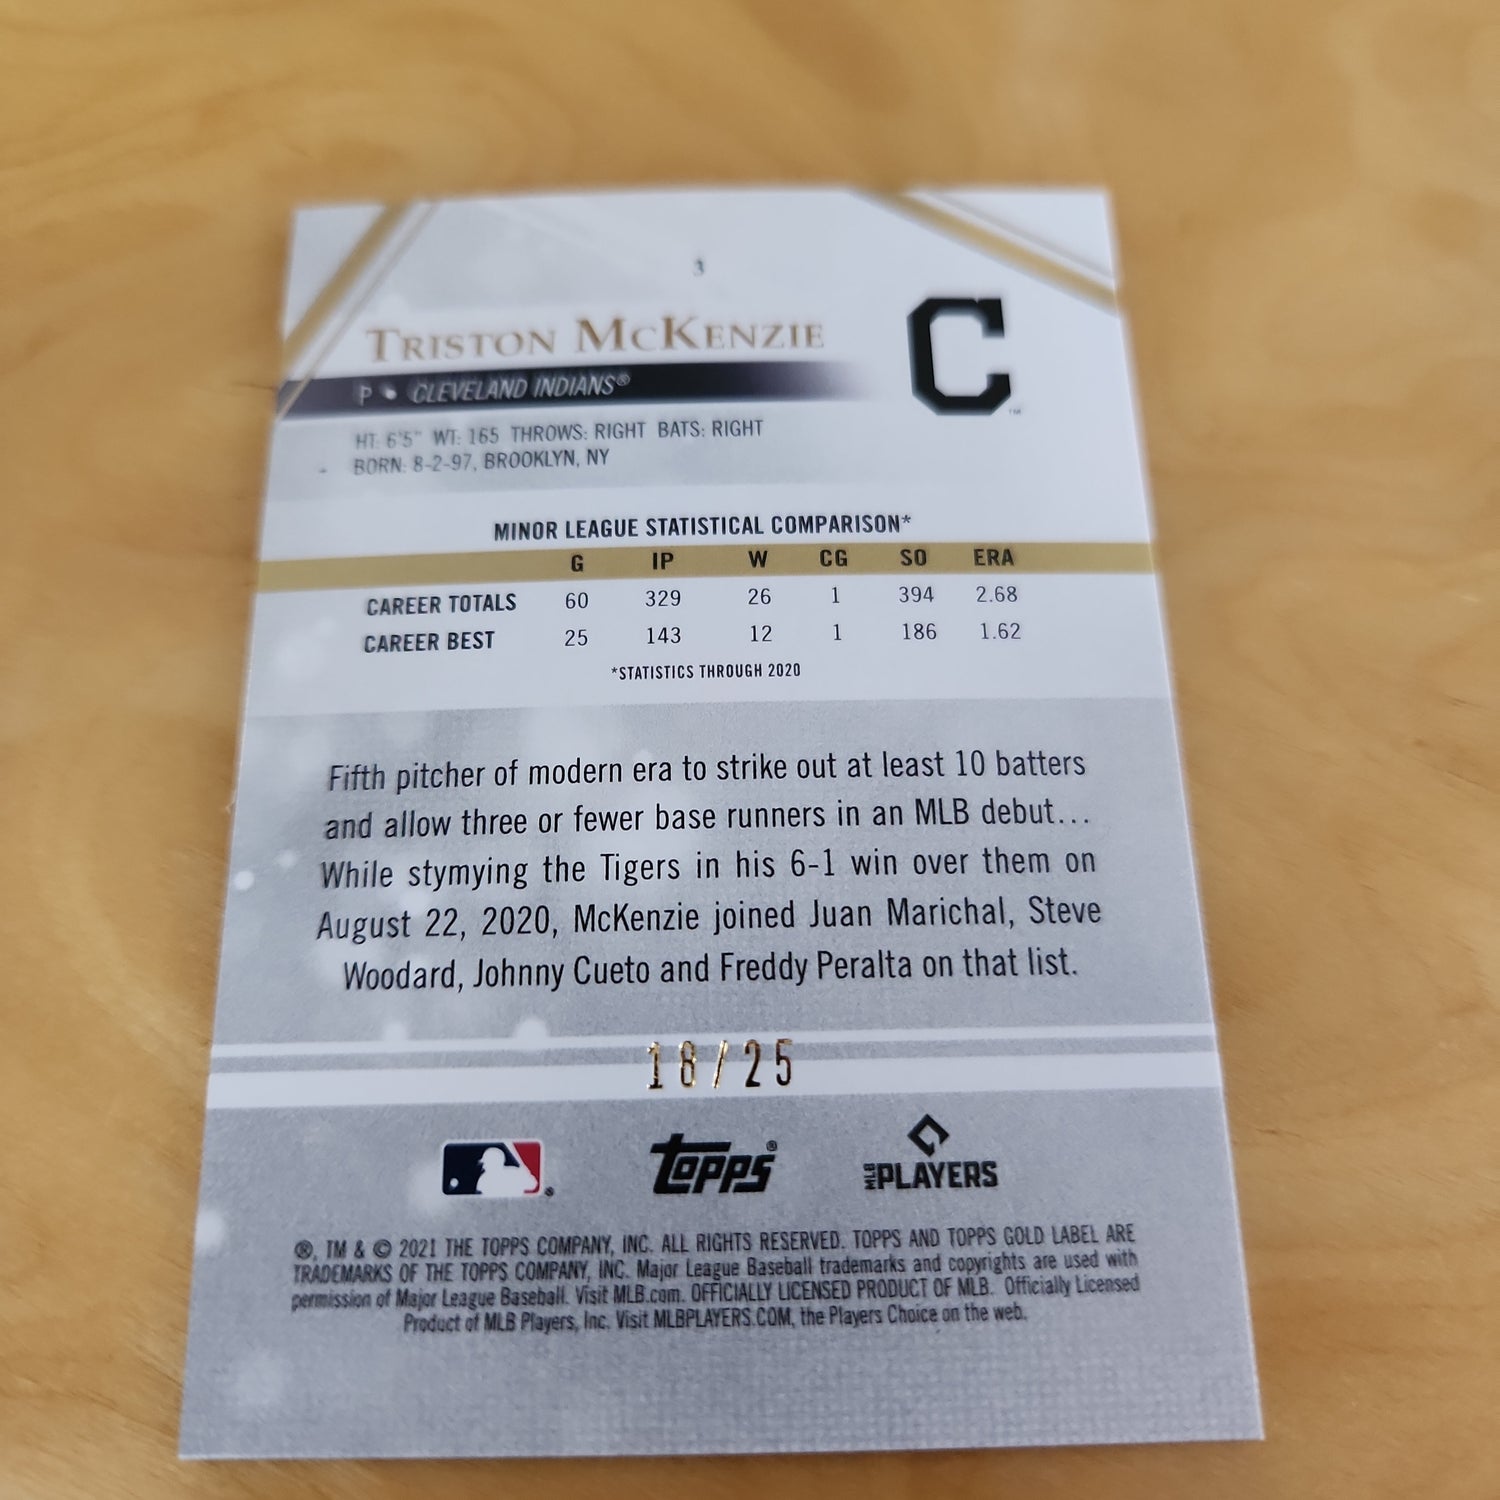 3
TRISTON MCKENZIE
C™
P • CLEVELAND INDIANS®
HT: 6'5" WT: 165 THROWS: RIGHT BATS: RIGHT
BORN: 8-2-97, BROOKLYN, NY
MINOR LEAGUE STATISTICAL COMPARISON*
G IP W CG SO ERA
CAREER TOTALS 60 329 26 1 394 2.68
CAREER BEST 25 143 12 1 186 1.62
*STATISTICS THROUGH 2020
Fifth pitcher of modern era to strike out at least 10 batters
and allow three or fewer base runners in an MLB debut...
While stymying the Tigers in his 6-1 win over them on
August 22, 2020, McKenzie joined Juan Marichal, Steve
Woodard, Johnny Cueto and Freddy Peralta on that list.
18/25
topps® MLB PLAYERS
®, TM & © 2021 THE TOPPS COMPANY, INC. ALL RIGHTS RESERVED. TOPPS AND TOPPS GOLD LABEL ARE
TRADEMARKS OF THE TOPPS COMPANY, INC. Major League Baseball trademarks and copyrights are used with
permission of Major League Baseball. Visit MLB.com. OFFICIALLY LICENSED PRODUCT OF MLB. Officially Licensed
Product of MLB Players, Inc. Visit MLBPLAYERS.COM, the Players Choice on the web.